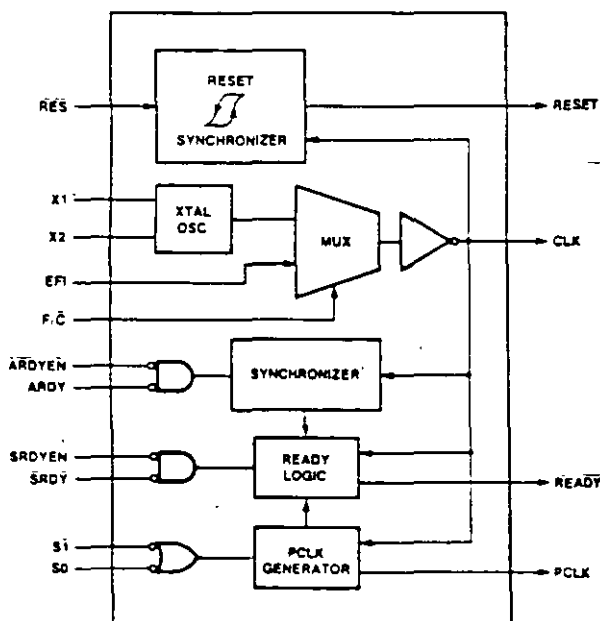 RESET
SYNCHRONIZER
RES
RESET
X1
X2
XTAL
OSC
MUX
CLK
EFI
F/C
ARDYEN
ARDY
SYNCHRONIZER
SRDYEN
SRDY
READY
LOGIC
READY
S1
S0
PCLK
GENERATOR
PCLK